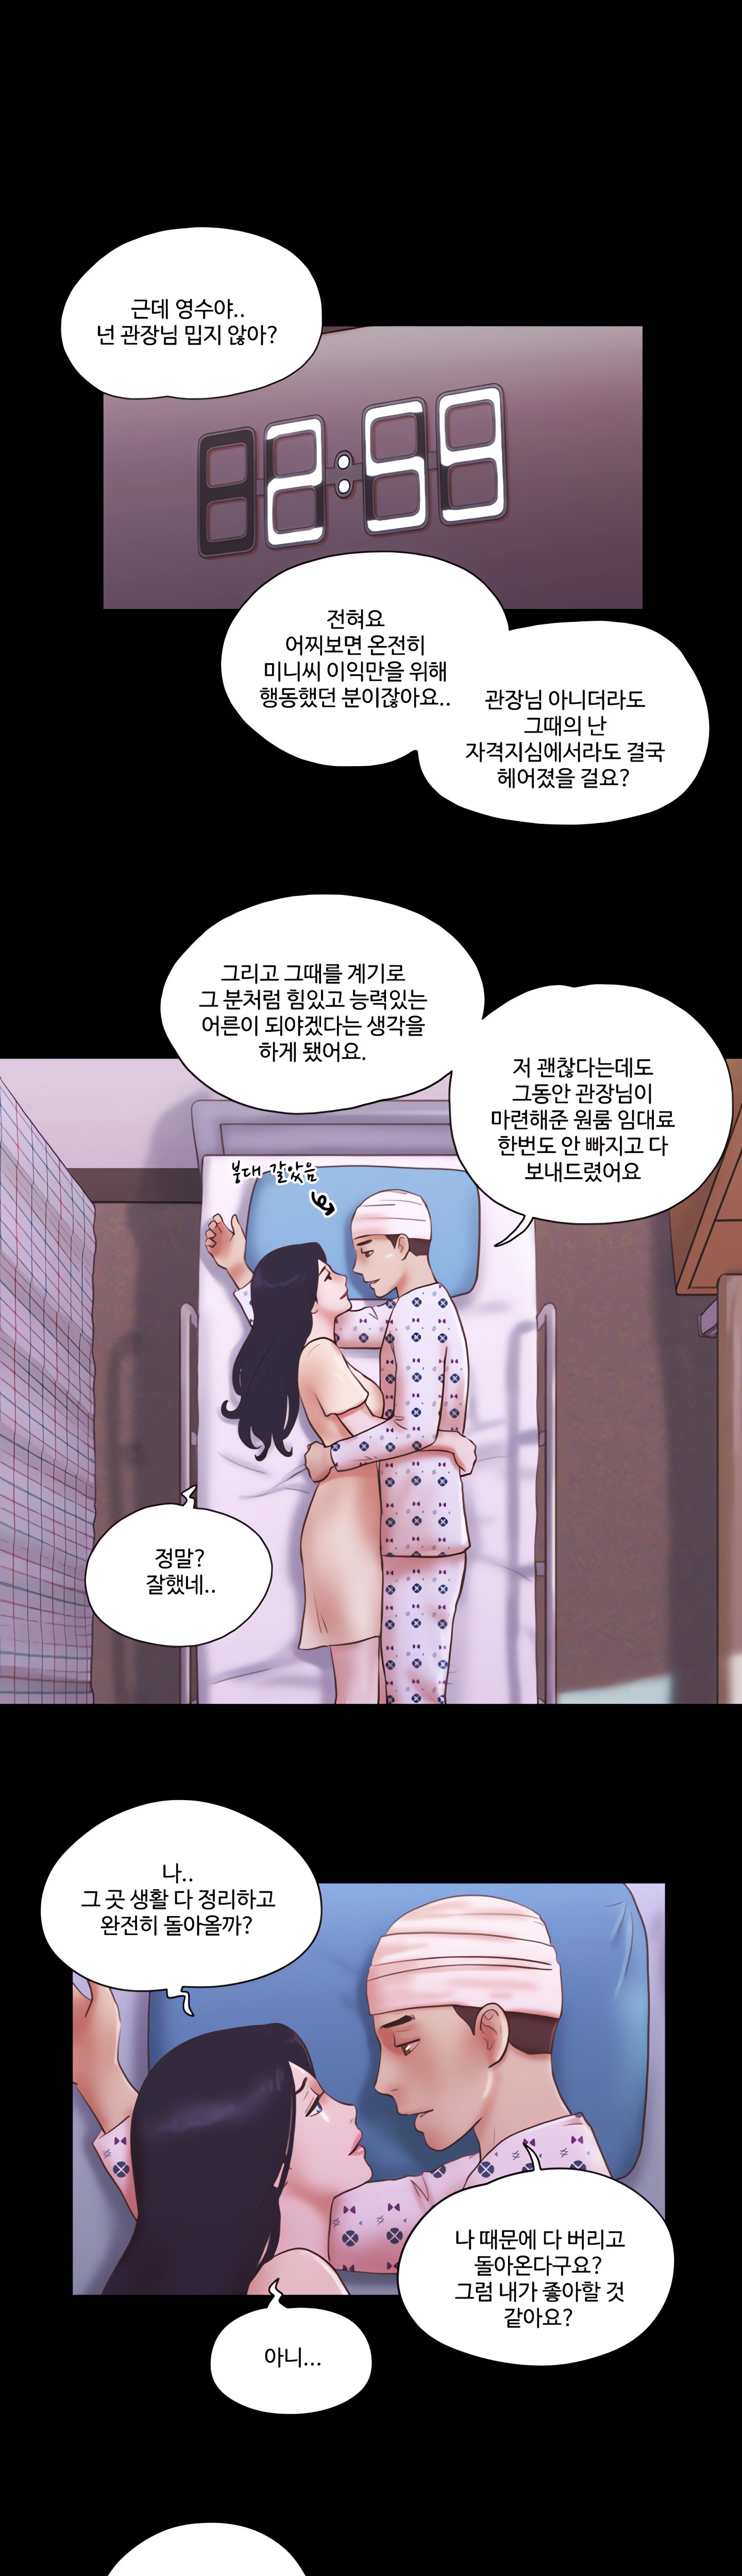 근데 영수야..
넌 관장님 밉지 않아?
2:59
전혀요
어찌보면 온전히
미니씨 이익만을 위해
행동했던 분이잖아요..
관장님 아니더라도
그때의 난
자격지심에서라도 결국
헤어졌을 걸요?
그리고 그때를 계기로
그 분처럼 힘있고 능력있는
어른이 되야겠다는 생각을
하게 됐어요.
저 괜찮다는데도
그동안 관장님이
마련해준 원룸 임대료
한번도 안 빠지고 다
보내드렸어요
붕대 갈았음
정말?
잘했네..
나..
그 곳 생활 다 정리하고
완전히 돌아올까?
나 때문에 다 버리고
돌아온다구요?
그럼 내가 좋아할 것
같아요?
아니...